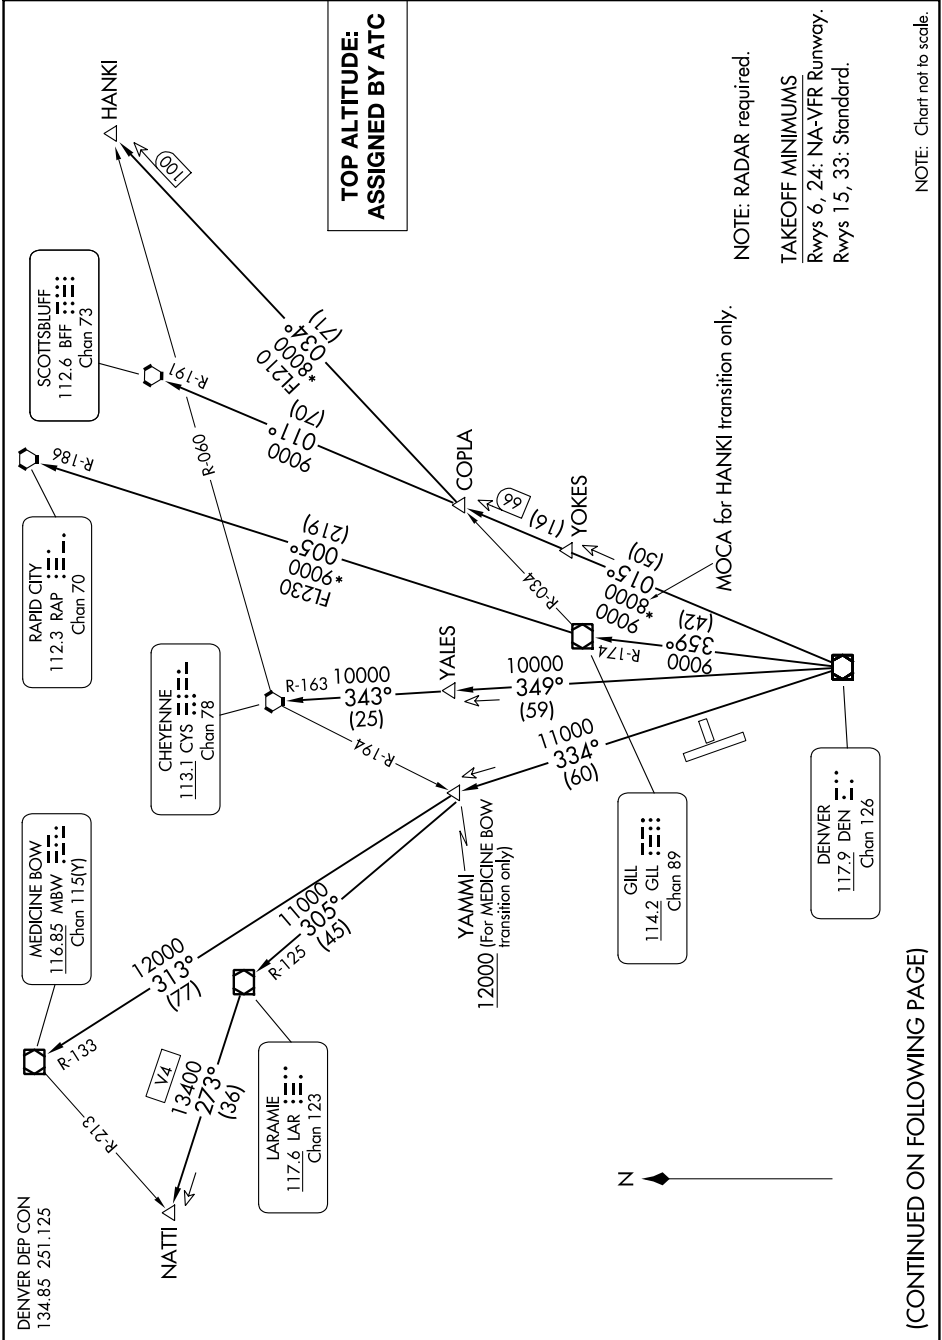 DENVER DEP CON
134.85 251.125
MEDICINE BOW
116.85 MBW
Chan 115(Y)
RAPID CITY
112.3 RAP
Chan 70
SCOTTSBLUFF
112.6 BFF
Chan 73
HANKI
TOP ALTITUDE:
ASSIGNED BY ATC
CHEYENNE
113.1 CYS
Chan 78
R-133
R-213
12000
313°
(77)
NATTI
V4
13400
273°
(36)
LARAMIE
117.6 LAR
Chan 123
R-125
11000
305°
(45)
R-194
R-060
R-163
10000
343°
(25)
R-186
FL230
*9000
005°
(219)
R-191
9000
011°
(70)
FL210
*8000
034°
(71)
100
YAMMI
12000 (For MEDICINE BOW
transition only)
YALES
COPLA
66
(16)
YOKES
R-034
11000
334°
(60)
10000
349°
(59)
R-174
9000
359°
(42)
9000
*8000
015°
(50)
MOCA for HANKI transition only.
GILL
114.2 GLL
Chan 89
DENVER
117.9 DEN
Chan 126
N
NOTE: RADAR required.
TAKEOFF MINIMUMS
Rwys 6, 24: NA-VFR Runway.
Rwys 15, 33: Standard.
NOTE: Chart not to scale.
(CONTINUED ON FOLLOWING PAGE)